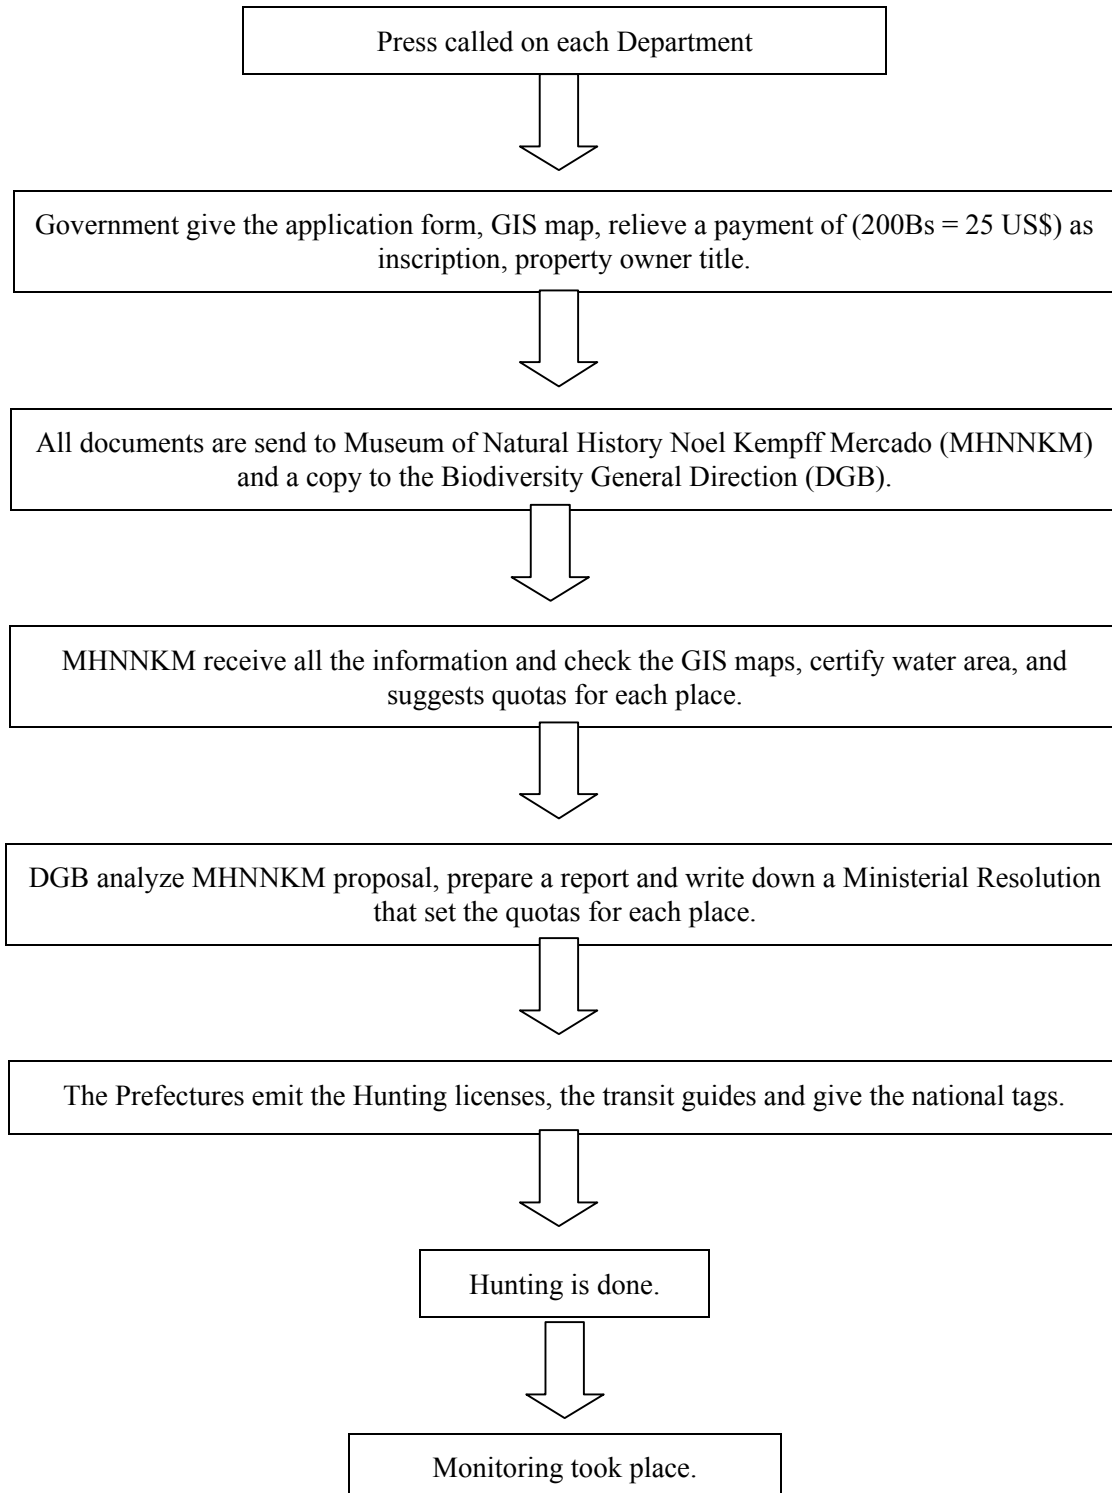 Press called on each Department
Government give the application form, GIS map, relieve a payment of (200Bs = 25 US$) as
inscription, property owner title.
All documents are send to Museum of Natural History Noel Kempff Mercado (MHNNKM)
and a copy to the Biodiversity General Direction (DGB).
MHNNKM receive all the information and check the GIS maps, certify water area, and
suggests quotas for each place.
DGB analyze MHNNKM proposal, prepare a report and write down a Ministerial Resolution
that set the quotas for each place.
The Prefectures emit the Hunting licenses, the transit guides and give the national tags.
Hunting is done.
Monitoring took place.